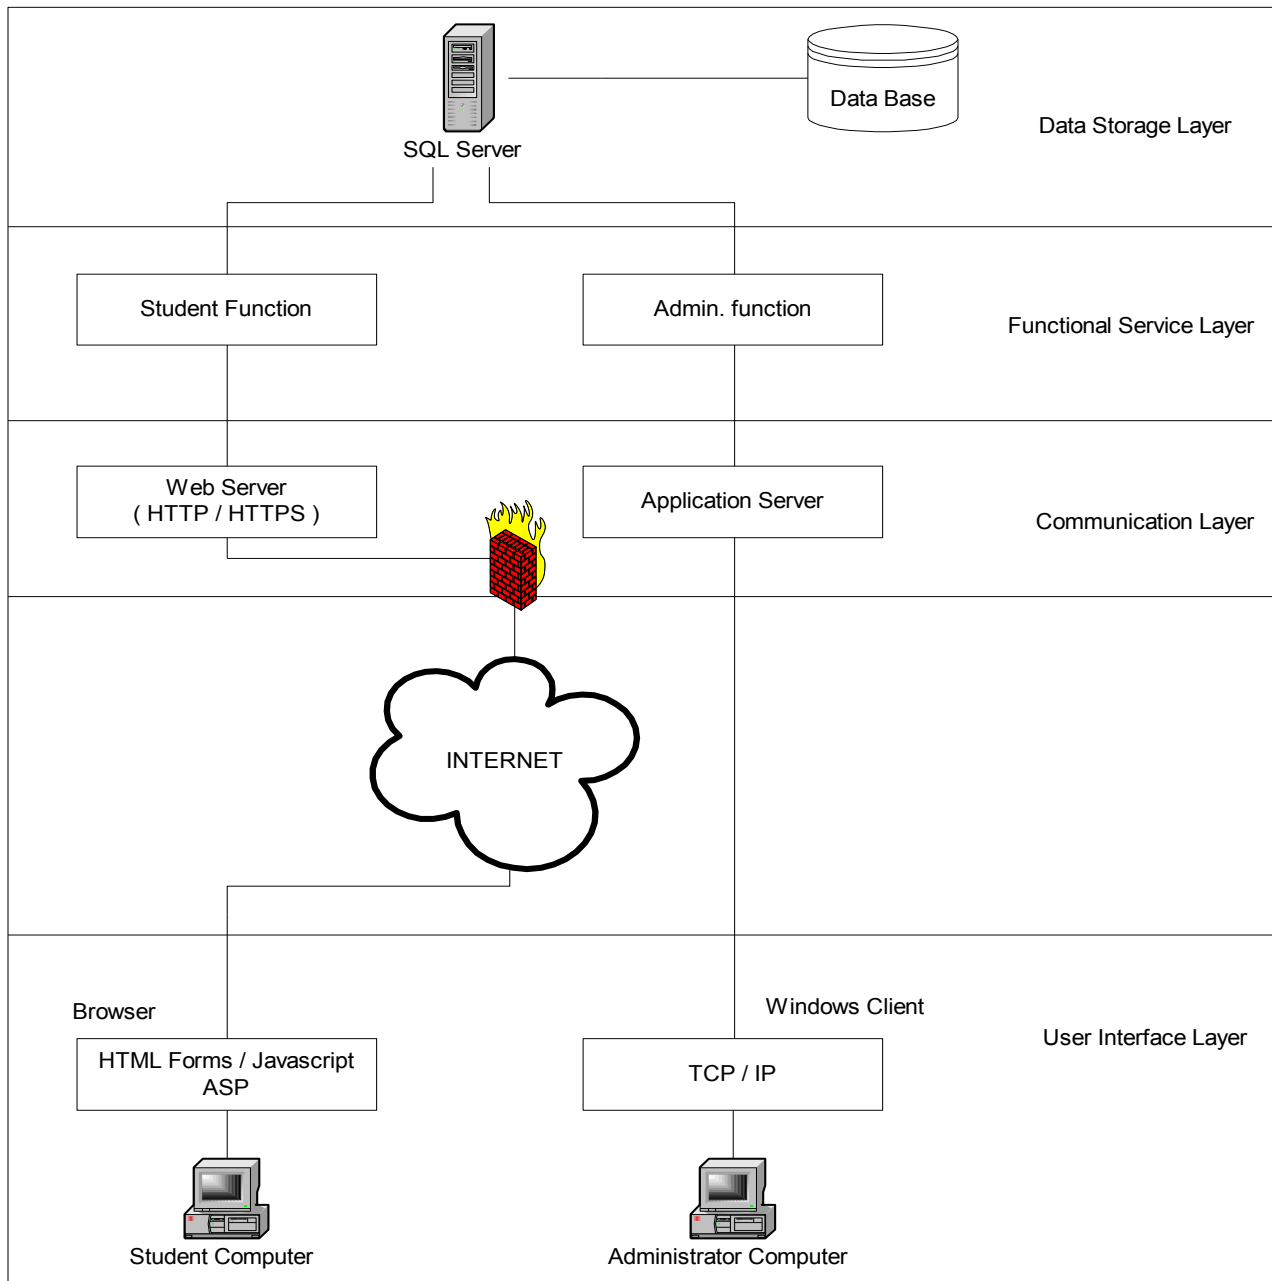 Data Base
Data Storage Layer
SQL Server
Student Function
Admin. function
Functional Service Layer
Web Server
( HTTP / HTTPS )
Application Server
Communication Layer
INTERNET
Browser
Windows Client
User Interface Layer
HTML Forms / Javascript
ASP
TCP / IP
Student Computer
Administrator Computer